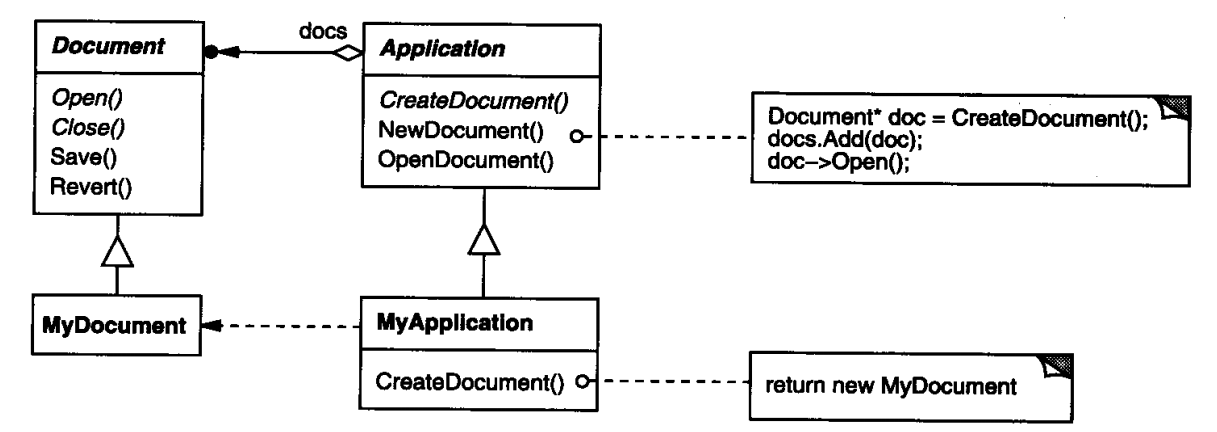 Document
Open()
Close()
Save()
Revert()
docs
Application
CreateDocument()
NewDocument()
OpenDocument()
Document* doc = CreateDocument();
docs.Add(doc);
doc->Open();
MyDocument
MyApplication
CreateDocument()
return new MyDocument